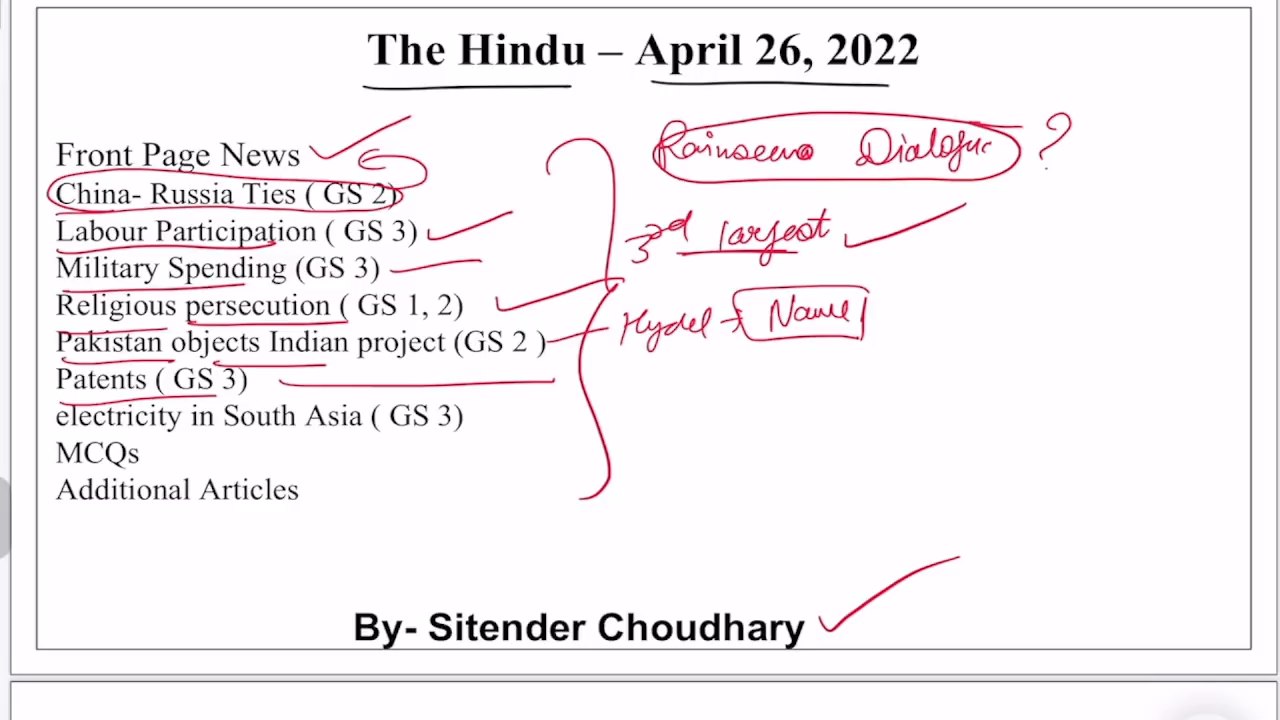 The Hindu – April 26, 2022
Front Page News
China- Russia Ties ( GS 2)
Labour Participation ( GS 3)
Military Spending (GS 3)
Religious persecution ( GS 1, 2)
Pakistan objects Indian project (GS 2 )
Patents ( GS 3)
electricity in South Asia ( GS 3)
MCQs
Additional Articles
Dialogue ?
3rd largest
Hydel → Name
By- Sitender Choudhary